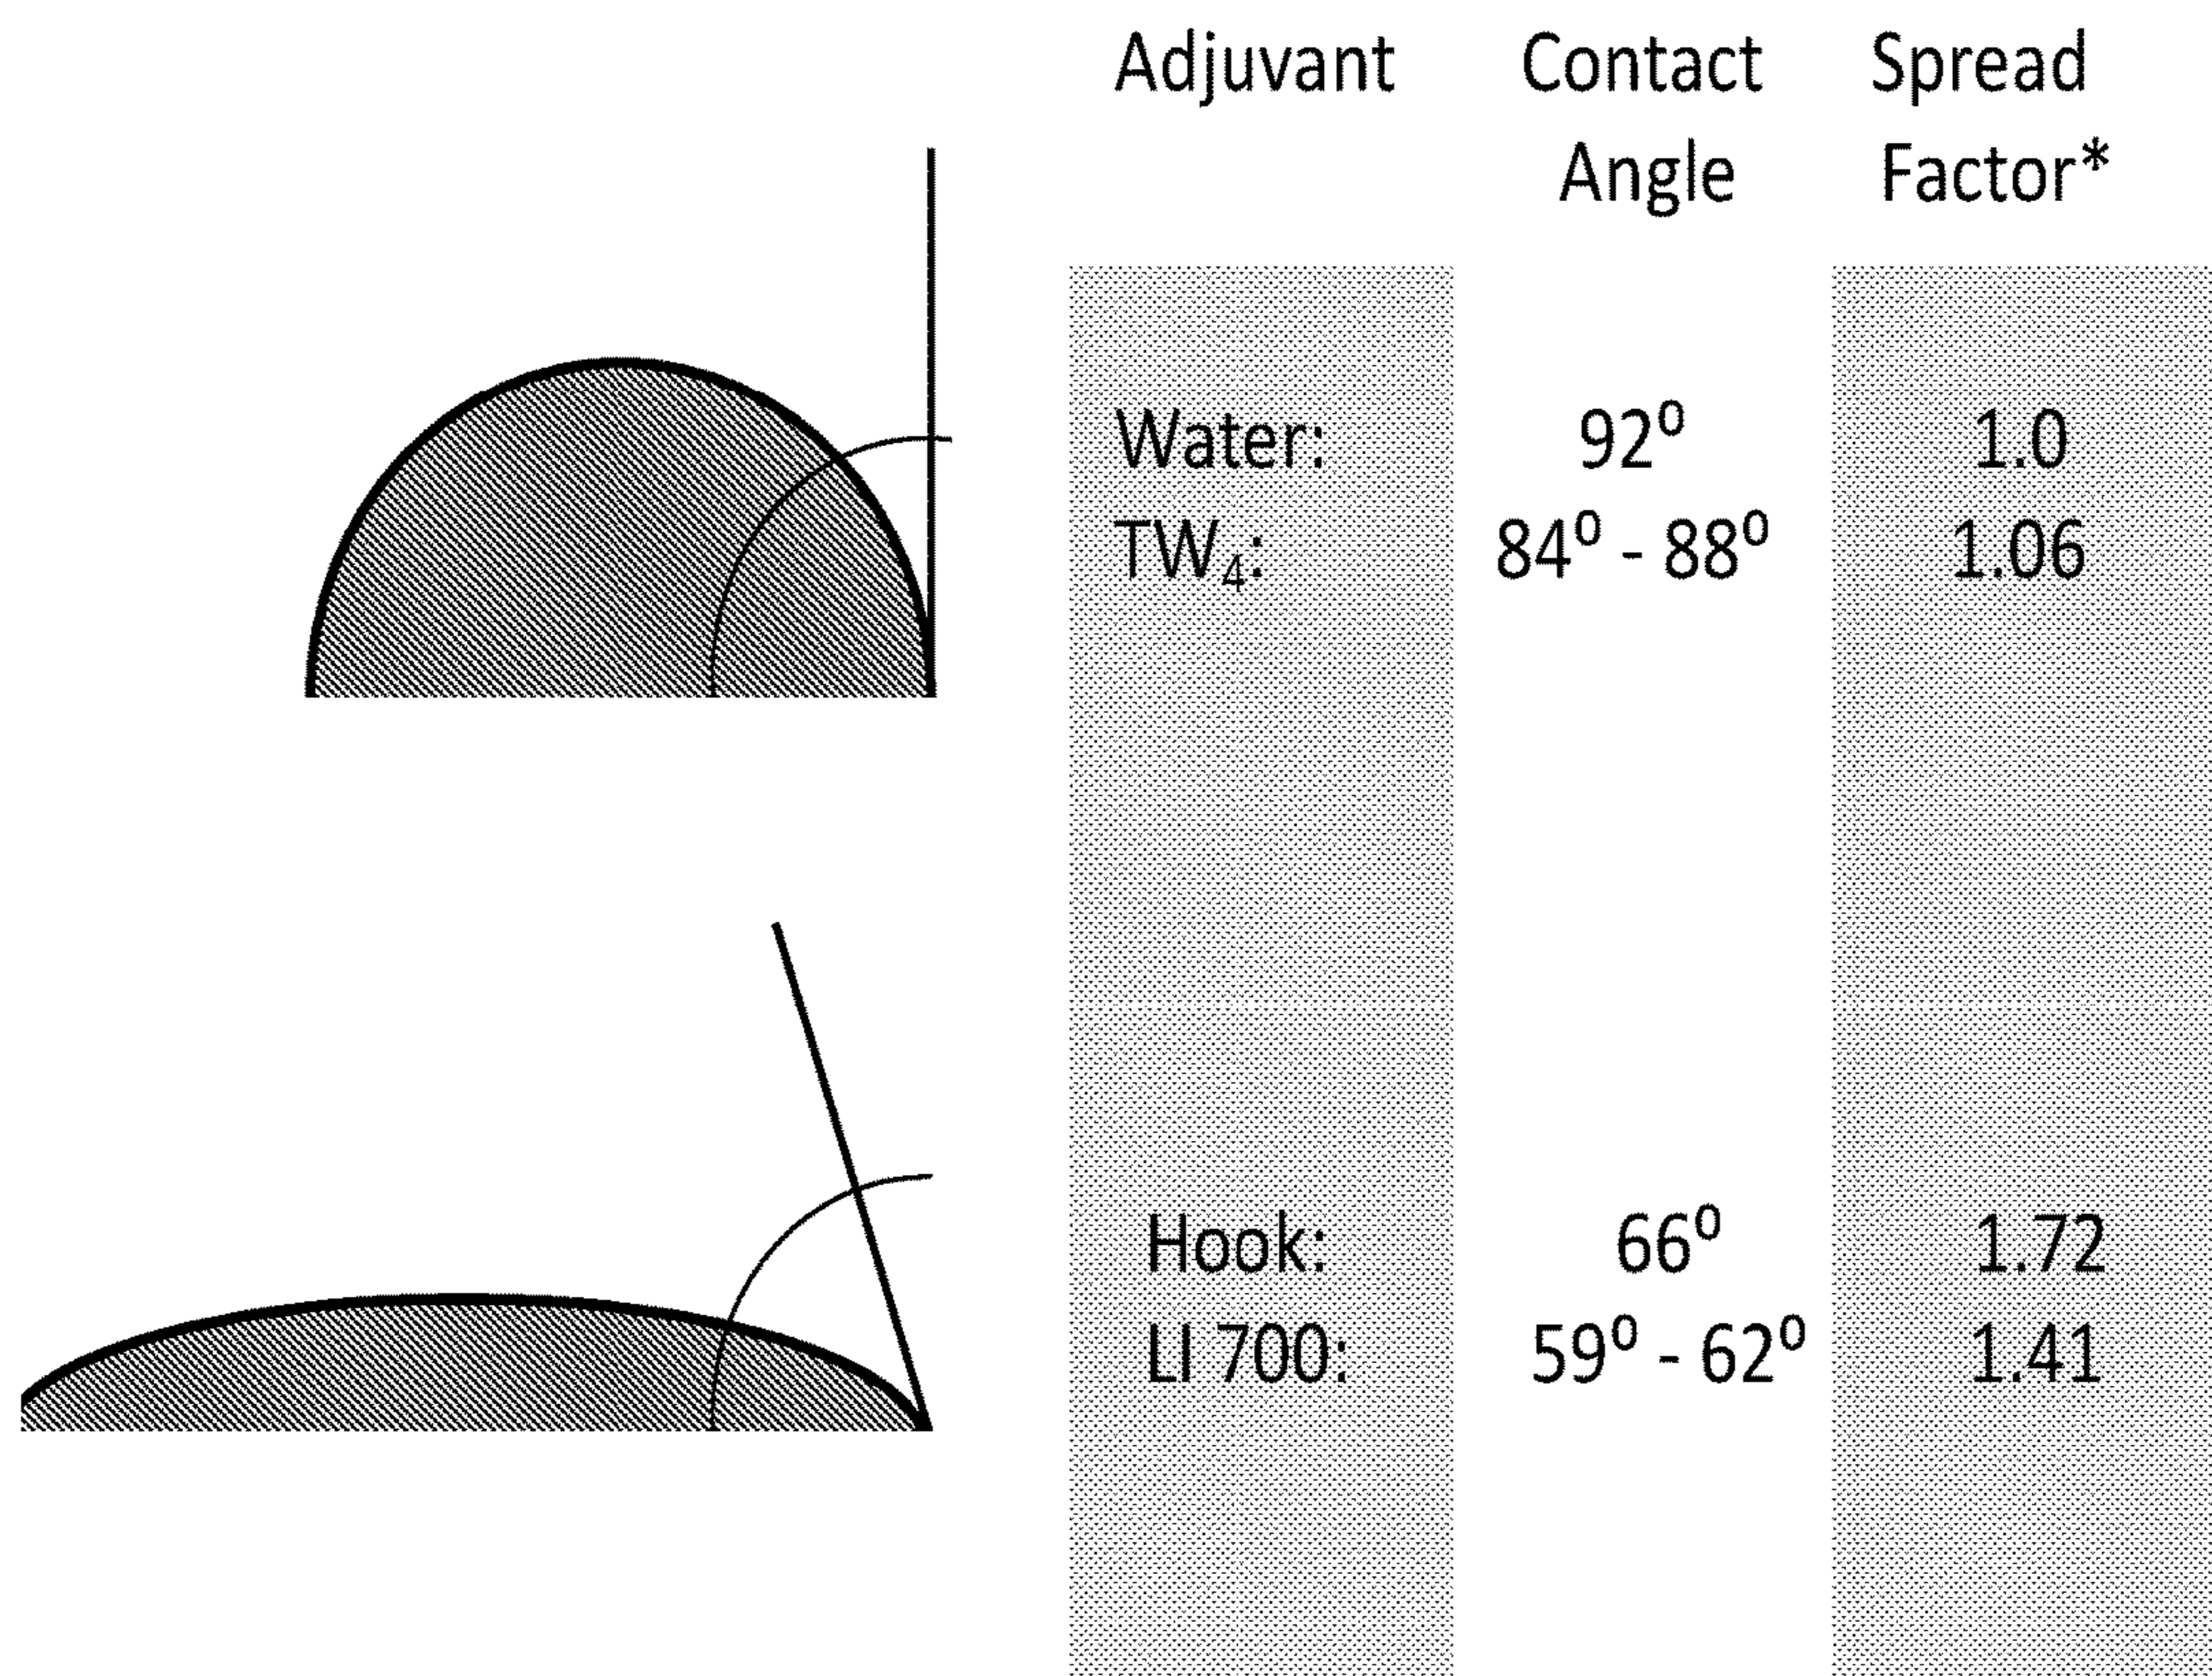 Adjuvant Contact Spread
Angle Factor*
Water: 92⁰ 1.0
TW₄: 84⁰ - 88⁰ 1.06
Hook: 66⁰ 1.72
LI 700: 59⁰ - 62⁰ 1.41